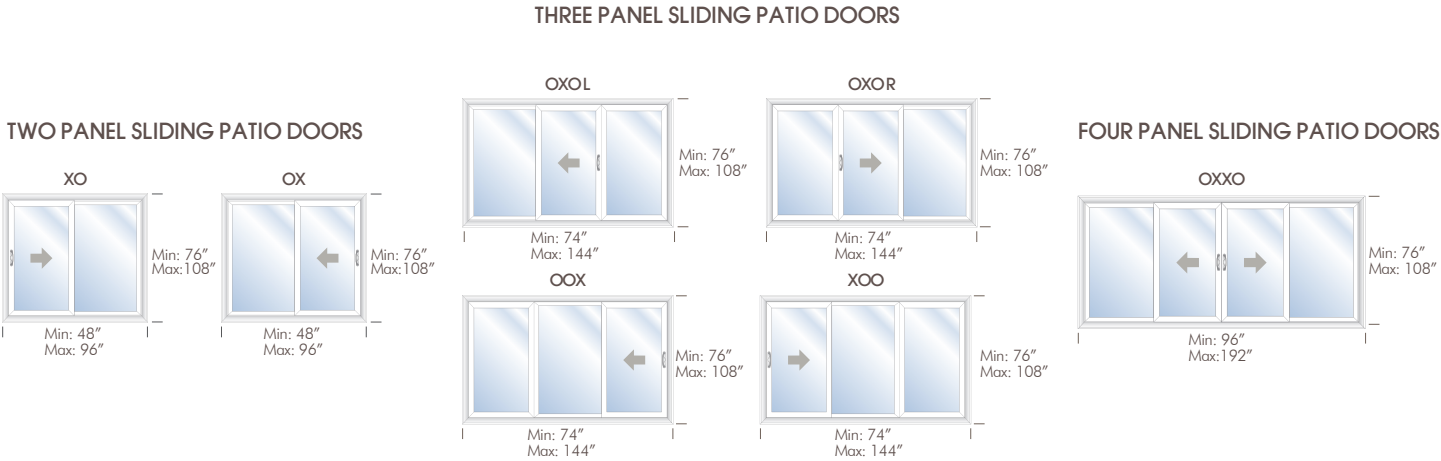 THREE PANEL SLIDING PATIO DOORS
TWO PANEL SLIDING PATIO DOORS
XO
Min: 76”
Max:108”
Min: 48”
Max: 96”
OX
Min: 76”
Max:108”
Min: 48”
Max: 96”
OXOL
Min: 76”
Max: 108”
Min: 74”
Max: 144”
OXOR
Min: 76”
Max: 108”
Min: 74”
Max: 144”
OOX
Min: 76”
Max: 108”
Min: 74”
Max: 144”
XOO
Min: 76”
Max: 108”
Min: 74”
Max: 144”
FOUR PANEL SLIDING PATIO DOORS
OXXO
Min: 76”
Max: 108”
Min: 96”
Max:192”